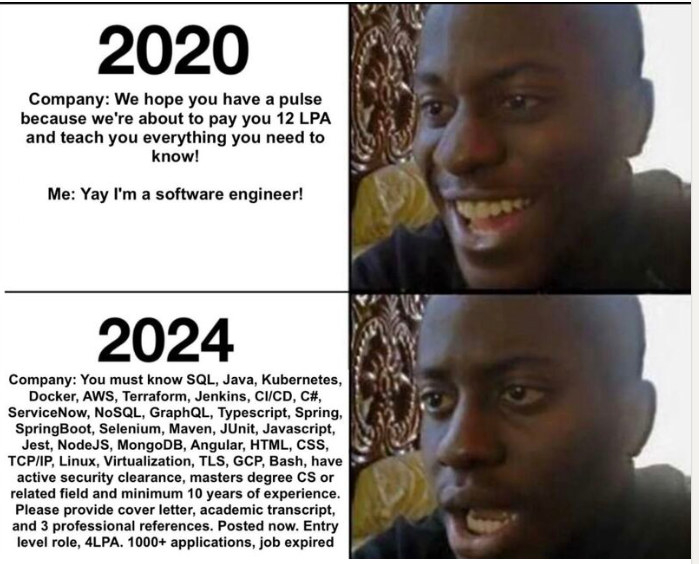 2020
Company: We hope you have a pulse
because we're about to pay you 12 LPA
and teach you everything you need to
know!
Me: Yay I'm a software engineer!
2024
Company: You must know SQL, Java, Kubernetes,
Docker, AWS, Terraform, Jenkins, CI/CD, C#,
ServiceNow, NoSQL, GraphQL, Typescript, Spring,
SpringBoot, Selenium, Maven, JUnit, Javascript,
Jest, NodeJS, MongoDB, Angular, HTML, CSS,
TCP/IP, Linux, Virtualization, TLS, GCP, Bash, have
active security clearance, masters degree CS or
related field and minimum 10 years of experience.
Please provide cover letter, academic transcript,
and 3 professional references. Posted now. Entry
level role, 4LPA. 1000+ applications, job expired